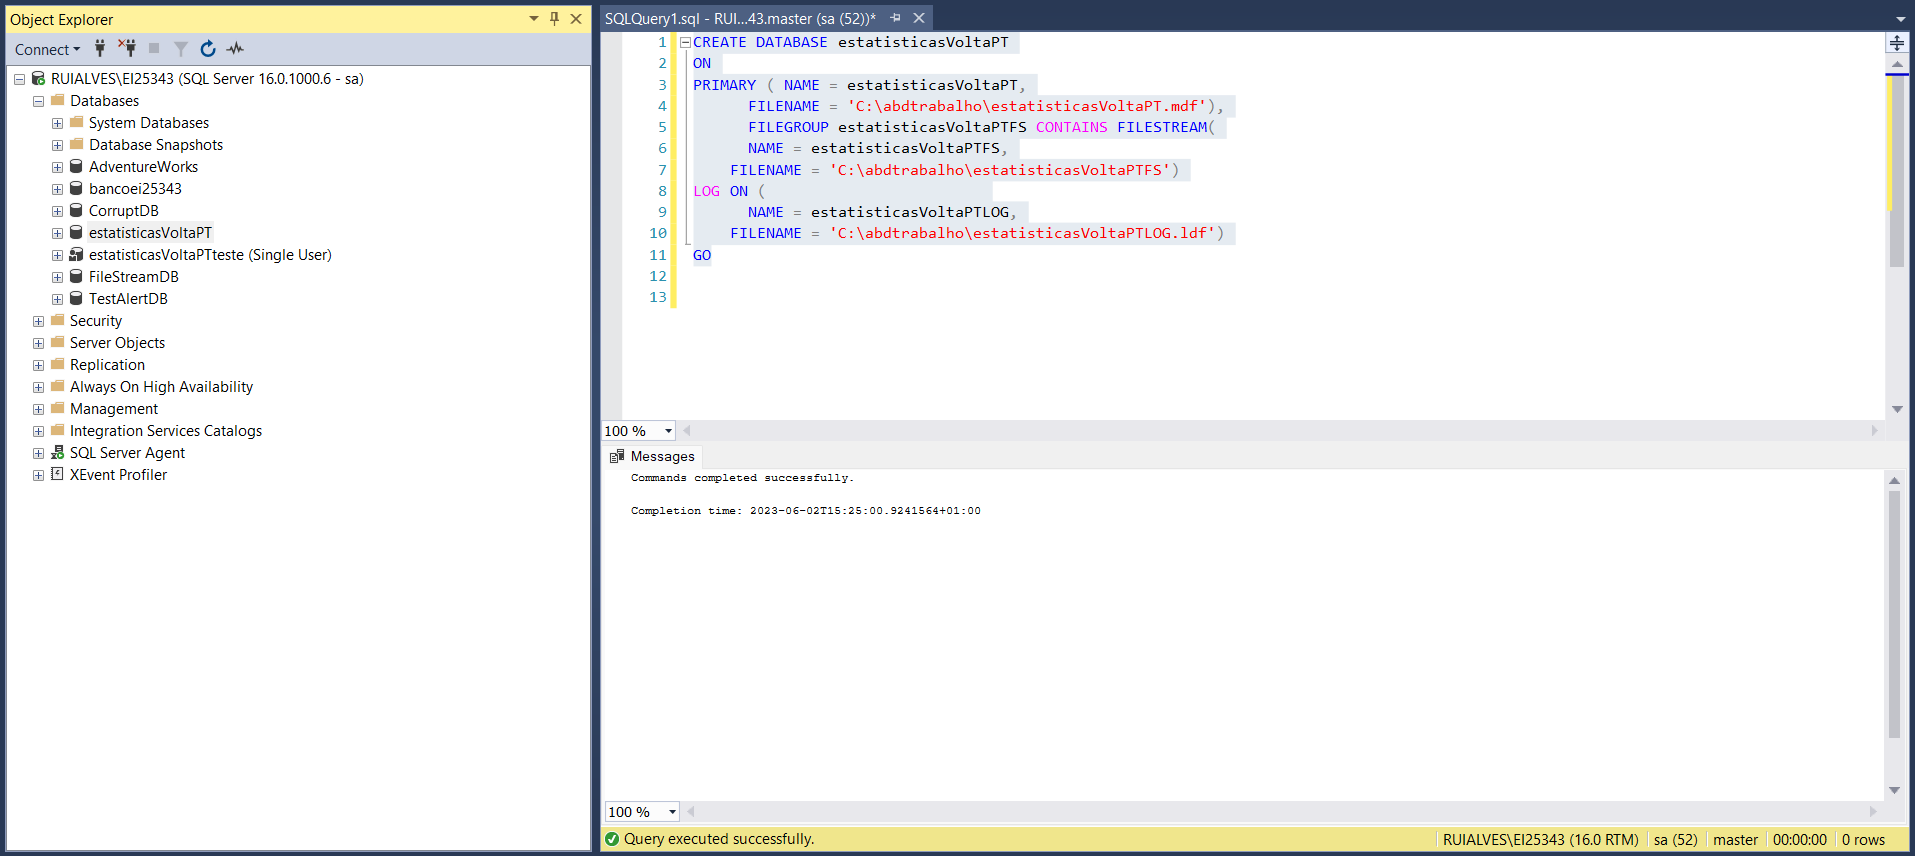 Object Explorer
Connect
RUIALVES\EI25343 (SQL Server 16.0.1000.6 - sa)
Databases
System Databases
Database Snapshots
AdventureWorks
bancoei25343
CorruptDB
estatisticasVoltaPT
estatisticasVoltaPTteste (Single User)
FileStreamDB
TestAlertDB
Security
Server Objects
Replication
Always On High Availability
Management
Integration Services Catalogs
SQL Server Agent
XEvent Profiler
SQLQuery1.sql - RUI...43.master (sa (52))*
1 CREATE DATABASE estatisticasVoltaPT
2 ON
3 PRIMARY ( NAME = estatisticasVoltaPT,
4 FILENAME = 'C:\abdtrabalho\estatisticasVoltaPT.mdf'),
5 FILEGROUP estatisticasVoltaPTFS CONTAINS FILESTREAM(
6 NAME = estatisticasVoltaPTFS,
7 FILENAME = 'C:\abdtrabalho\estatisticasVoltaPTFS')
8 LOG ON (
9 NAME = estatisticasVoltaPTLOG,
10 FILENAME = 'C:\abdtrabalho\estatisticasVoltaPTLOG.ldf')
11 GO
12
13
100 %
Messages
Commands completed successfully.
Completion time: 2023-06-02T15:25:00.9241564+01:00
100 %
Query executed successfully.
RUIALVES\EI25343 (16.0 RTM) sa (52) master 00:00:00 0 rows